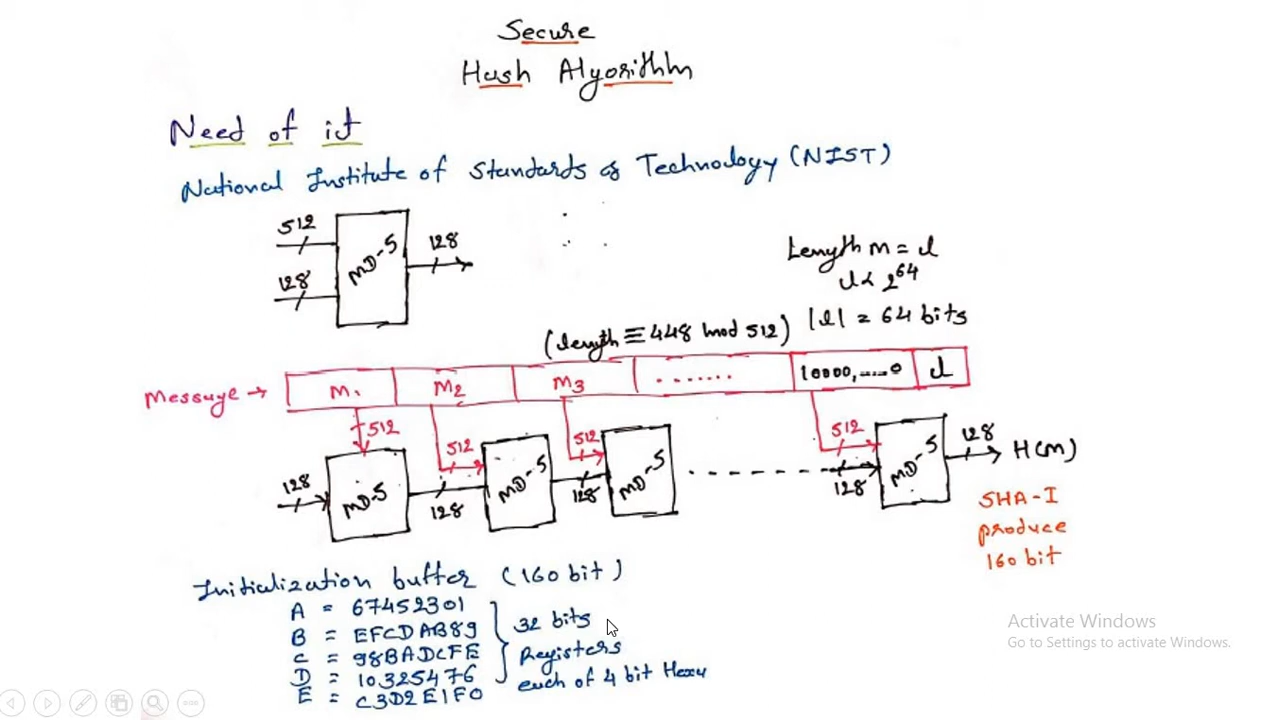 Secure
Hash Algorithm
Need of it
National Institute of Standards of Technology (NIST)
512
128
MD-5
128
Length m = l
l < 2^64
|l| = 64 bits
(length ≡ 448 mod 512)
Message →
M1
M2
M3
.......
10000,.....0
l
512
512
512
512
128
MD-5
128
MD-5
128
MD-5
128
MD-5
128
H(M)
SHA-I
produce
160 bit
Initialization buffer (160 bit)
A = 67452301
B = EFCDAB89
C = 98BADCFE
D = 10325476
E = C3D2E1F0
32 bits
Registers
each of 4 bit Hexa
Activate Windows
Go to Settings to activate Windows.